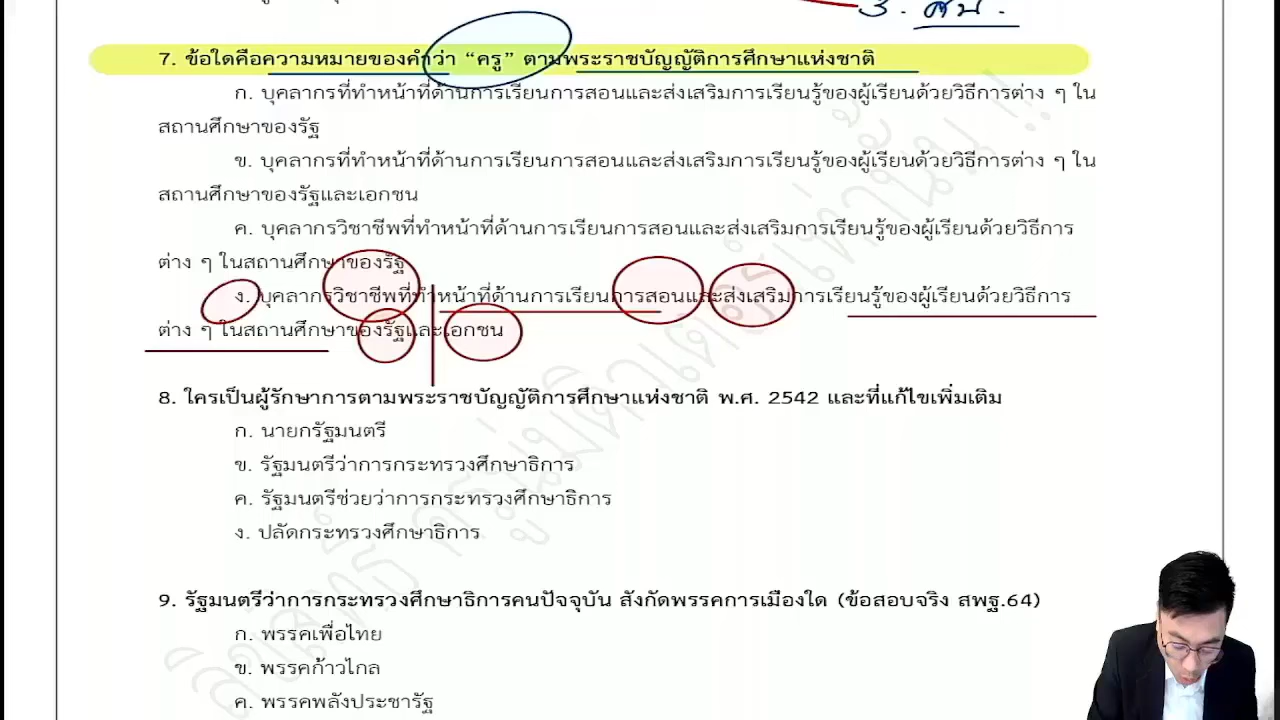 3. ศน.
7. ข้อใดคือความหมายของคำว่า “ครู” ตามพระราชบัญญัติการศึกษาแห่งชาติ
ก. บุคลากรที่ทำหน้าที่ด้านการเรียนการสอนและส่งเสริมการเรียนรู้ของผู้เรียนด้วยวิธีการต่าง ๆ ใน
สถานศึกษาของรัฐ
ข. บุคลากรที่ทำหน้าที่ด้านการเรียนการสอนและส่งเสริมการเรียนรู้ของผู้เรียนด้วยวิธีการต่าง ๆ ใน
สถานศึกษาของรัฐและเอกชน
ค. บุคลากรวิชาชีพที่ทำหน้าที่ด้านการเรียนการสอนและส่งเสริมการเรียนรู้ของผู้เรียนด้วยวิธีการ
ต่าง ๆ ในสถานศึกษาของรัฐ
ง. บุคลากรวิชาชีพที่ทำหน้าที่ด้านการเรียนการสอนและส่งเสริมการเรียนรู้ของผู้เรียนด้วยวิธีการ
ต่าง ๆ ในสถานศึกษาของรัฐและเอกชน
8. ใครเป็นผู้รักษาการตามพระราชบัญญัติการศึกษาแห่งชาติ พ.ศ. 2542 และที่แก้ไขเพิ่มเติม
ก. นายกรัฐมนตรี
ข. รัฐมนตรีว่าการกระทรวงศึกษาธิการ
ค. รัฐมนตรีช่วยว่าการกระทรวงศึกษาธิการ
ง. ปลัดกระทรวงศึกษาธิการ
9. รัฐมนตรีว่าการกระทรวงศึกษาธิการคนปัจจุบัน สังกัดพรรคการเมืองใด (ข้อสอบจริง สพฐ.64)
ก. พรรคเพื่อไทย
ข. พรรคก้าวไกล
ค. พรรคพลังประชารัฐ